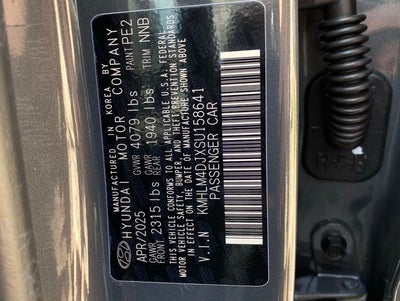 MANUFACTURED IN KOREA BY
HYUNDAI MOTOR COMPANY
APR/2025 GVWR 4079 lbs PAINT PE2
GAWR FRONT 2315 lbs GAWR REAR 1940 lbs TRIM NNB
THIS VEHICLE CONFORMS TO ALL APPLICABLE U.S.A. FEDERAL
MOTOR VEHICLE SAFETY, BUMPER, AND THEFT PREVENTION STANDARDS
IN EFFECT ON THE DATE OF MANUFACTURE SHOWN ABOVE.
V.I.N KMHLN4DJXSU158641
PASSENGER CAR